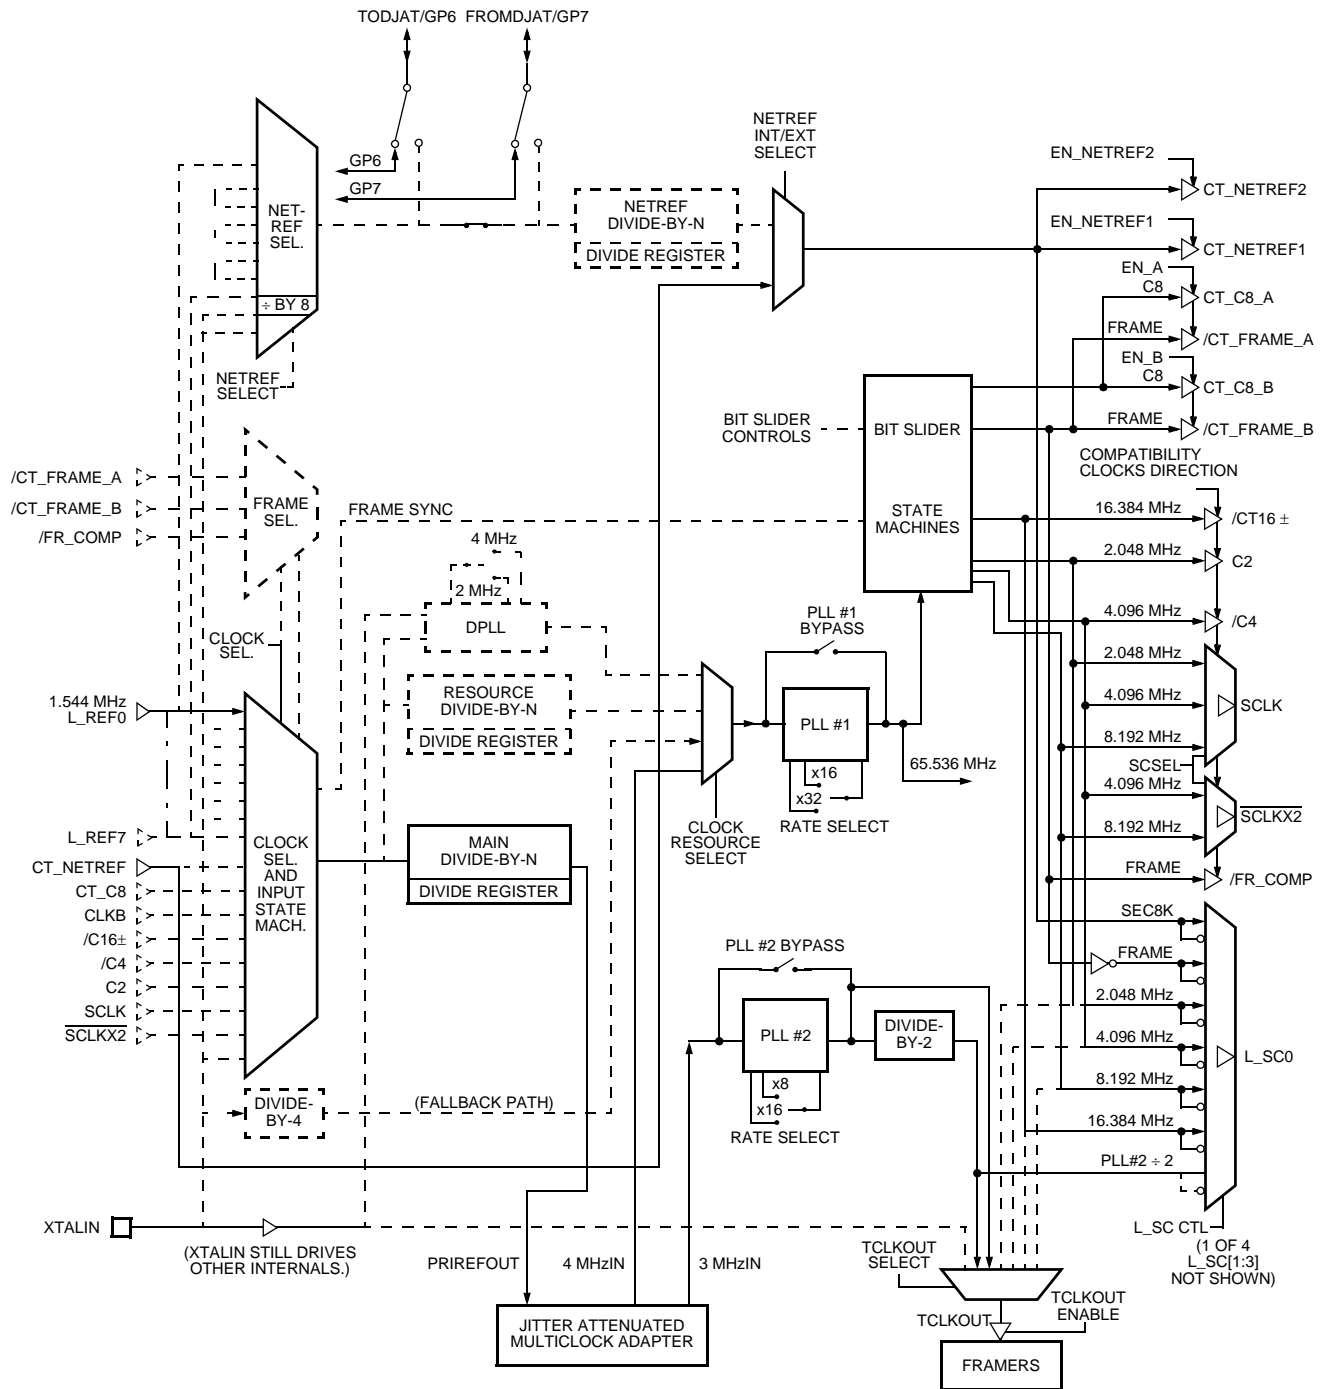 TODJAT/GP6 FROMDJAT/GP7
NETREF
INT/EXT
SELECT
EN_NETREF2
CT_NETREF2
GP6
GP7
NET-
REF
SEL.
NETREF
DIVIDE-BY-N
DIVIDE REGISTER
EN_NETREF1
CT_NETREF1
EN_A
C8
CT_C8_A
÷ BY 8
FRAME
/CT_FRAME_A
EN_B
C8
CT_C8_B
NETREF
SELECT
BIT SLIDER
CONTROLS
BIT SLIDER
FRAME
/CT_FRAME_B
COMPATIBILITY
CLOCKS DIRECTION
/CT_FRAME_A
/CT_FRAME_B
/FR_COMP
FRAME
SEL.
FRAME SYNC
STATE
MACHINES
16.384 MHz
/CT16 ±
4 MHz
2 MHz
2.048 MHz
C2
DPLL
PLL #1
BYPASS
4.096 MHz
/C4
CLOCK
SEL.
2.048 MHz
1.544 MHz
L_REF0
RESOURCE
DIVIDE-BY-N
DIVIDE REGISTER
PLL #1
4.096 MHz
SCLK
8.192 MHz
x16
x32
RATE SELECT
65.536 MHz
SCSEL
4.096 MHz
SCLKX2
8.192 MHz
CLOCK
RESOURCE
SELECT
L_REF7
CT_NETREF
CT_C8
CLKB
/C16±
/C4
C2
SCLK
SCLKX2
CLOCK
SEL.
AND
INPUT
STATE
MACH.
MAIN
DIVIDE-BY-N
DIVIDE REGISTER
FRAME
/FR_COMP
SEC8K
PLL #2 BYPASS
FRAME
2.048 MHz
PLL #2
DIVIDE-
BY-2
4.096 MHz
L_SC0
8.192 MHz
x8
x16
RATE SELECT
DIVIDE-
BY-4
(FALLBACK PATH)
16.384 MHz
PLL#2 ÷ 2
XTALIN
(XTALIN STILL DRIVES
OTHER INTERNALS.)
PRIREFOUT
4 MHzIN
3 MHzIN
TCLKOUT
SELECT
L_SC CTL
(1 OF 4
L_SC[1:3]
NOT SHOWN)
TCLKOUT
ENABLE
TCLKOUT
JITTER ATTENUATED
MULTICLOCK ADAPTER
FRAMERS